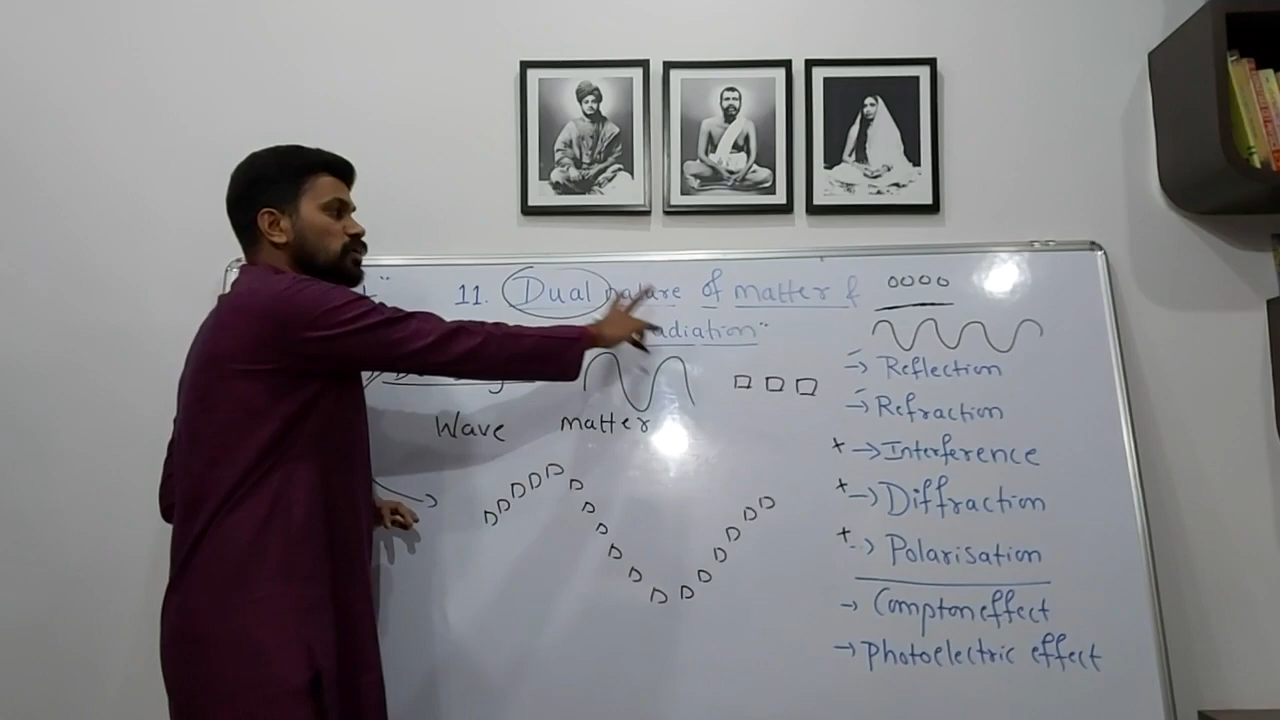 11. Dual nature of matter &
radiation"
Wave matter
→ Reflection
→ Refraction
x → Interference
x → Diffraction
x → Polarisation
→ Compton effect
→ Photoelectric effect